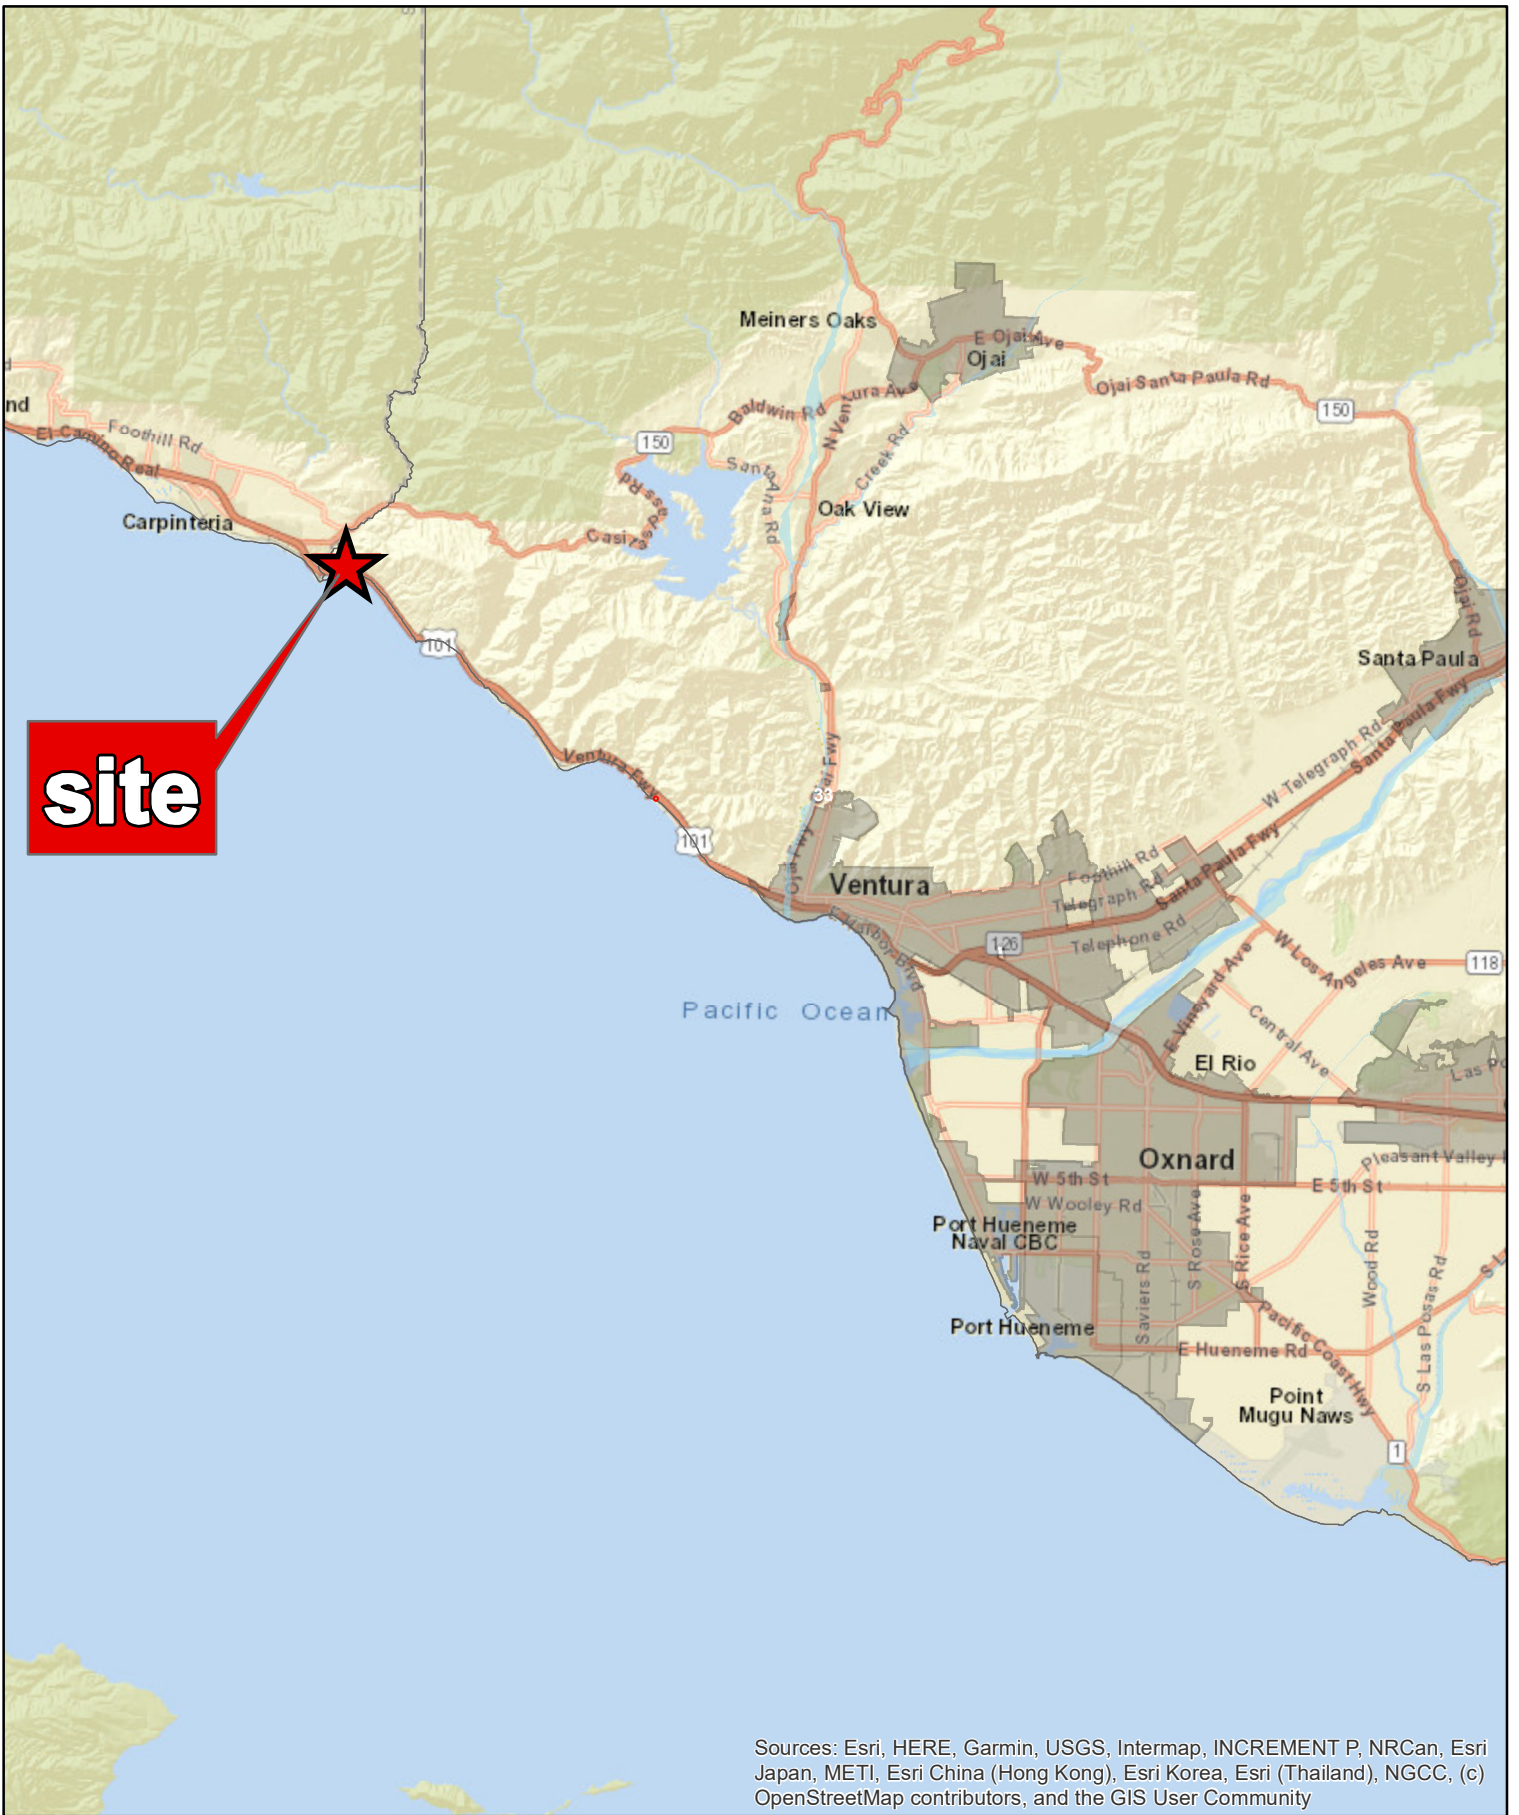 Meiners Oaks
E Ojai Ave
Ojai
Ojai Santa Paula Rd
150
nd
El Camino Real
Foothill Rd
Baldwin Rd
150
Santa Ana Rd
Creek Rd
Casitas Pass Rd
Oak View
Carpinteria
101
Ojai Rd
Santa Paula
site
Ventura Fwy
101
Ojai Fwy
33
W Telegraph Rd
Santa Paula Fwy
Ojai Fwy
Ventura
E Harbor Blvd
Foothill Rd
Telegraph Rd
Santa Paula Fwy
126
Telephone Rd
W Los Angeles Ave
118
Pacific Ocean
E Vineyard Ave
Central Ave
El Rio
Las Po
Oxnard
Pleasant Valley
W 5th St
E 5th St
W Wooley Rd
Port Hueneme
Naval CBC
S Rose Ave
S Rice Ave
Wood Rd
S Las Posas Rd
S L
Saviers Rd
Port Hueneme
Pacific Coast Hwy
E Hueneme Rd
Point
Mugu Naws
1
Sources: Esri, HERE, Garmin, USGS, Intermap, INCREMENT P, NRCan, Esri
Japan, METI, Esri China (Hong Kong), Esri Korea, Esri (Thailand), NGCC, (c)
OpenStreetMap contributors, and the GIS User Community